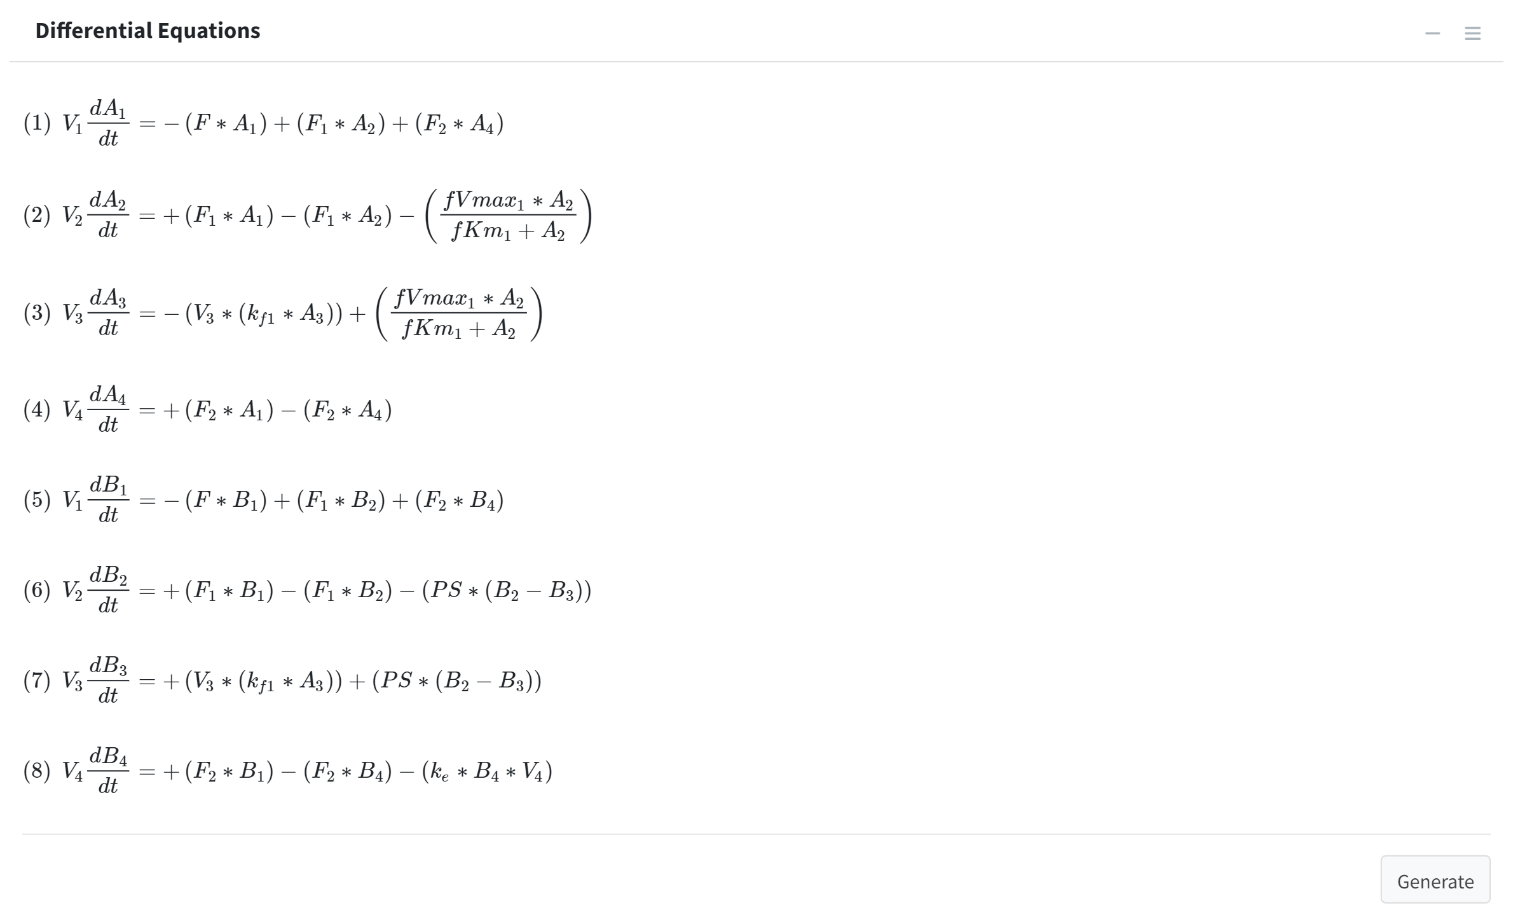 Differential Equations
(1) V₁ dA₁/dt = −(F * A₁) + (F₁ * A₂) + (F₂ * A₄)
(2) V₂ dA₂/dt = +(F₁ * A₁) − (F₁ * A₂) − (fVmax₁ * A₂ / fKm₁ + A₂)
(3) V₃ dA₃/dt = −(V₃ * (k_f1 * A₃)) + (fVmax₁ * A₂ / fKm₁ + A₂)
(4) V₄ dA₄/dt = +(F₂ * A₁) − (F₂ * A₄)
(5) V₁ dB₁/dt = −(F * B₁) + (F₁ * B₂) + (F₂ * B₄)
(6) V₂ dB₂/dt = +(F₁ * B₁) − (F₁ * B₂) − (PS * (B₂ − B₃))
(7) V₃ dB₃/dt = +(V₃ * (k_f1 * A₃)) + (PS * (B₂ − B₃))
(8) V₄ dB₄/dt = +(F₂ * B₁) − (F₂ * B₄) − (kₑ * B₄ * V₄)
Generate